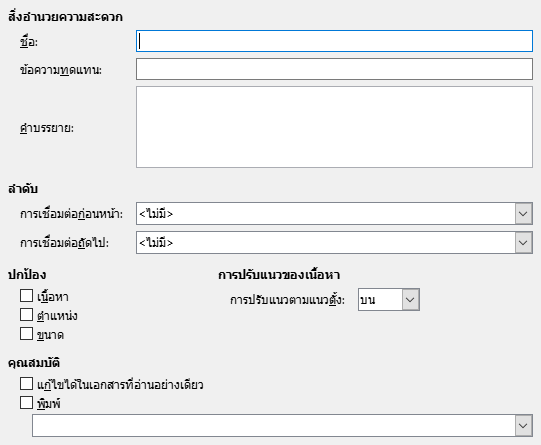 สิ่งอำนวยความสะดวก
ชื่อ:
ข้อความทดแทน:
คำบรรยาย:
ลำดับ
การเชื่อมต่อก่อนหน้า: <ไม่มี>
การเชื่อมต่อถัดไป: <ไม่มี>
ปกป้อง การปรับแนวของเนื้อหา
เนื้อหา การปรับแนวตามแนวตั้ง: บน
ตำแหน่ง
ขนาด
คุณสมบัติ
แก้ไขได้ในเอกสารที่อ่านอย่างเดียว
พิมพ์